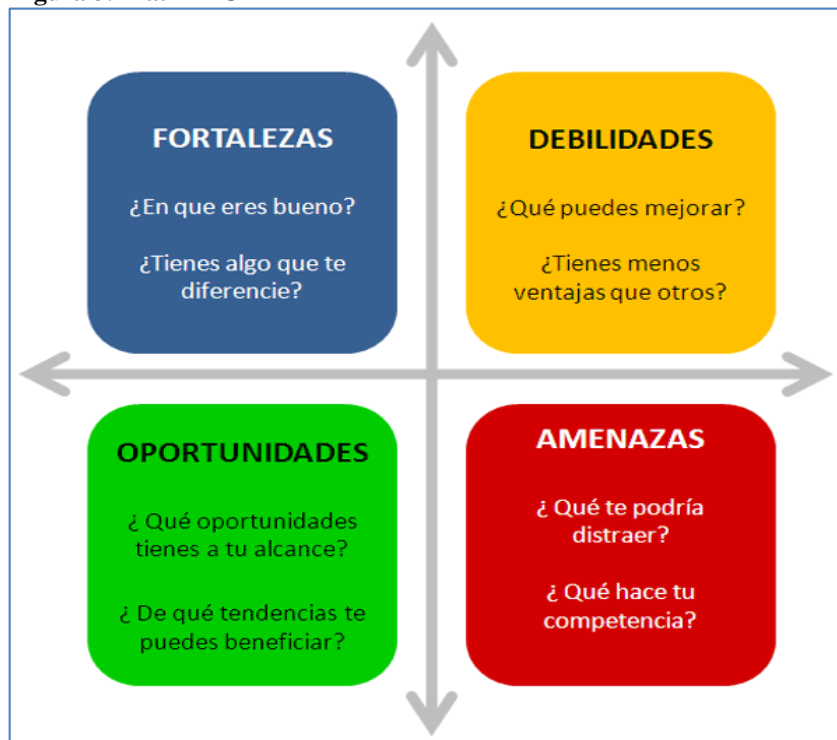 FORTALEZAS
¿En que eres bueno?
¿Tienes algo que te
diferencie?
DEBILIDADES
¿Qué puedes mejorar?
¿Tienes menos
ventajas que otros?
OPORTUNIDADES
¿ Qué oportunidades
tienes a tu alcance?
¿ De qué tendencias te
puedes beneficiar?
AMENAZAS
¿ Qué te podría
distraer?
¿ Qué hace tu
competencia?